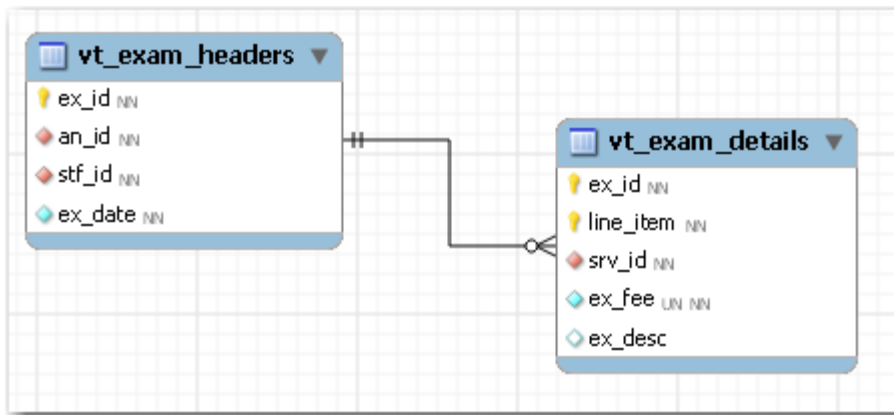 vt_exam_headers
ex_id NN
an_id NN
stf_id NN
ex_date NN
vt_exam_details
ex_id NN
line_item NN
srv_id NN
ex_fee UN NN
ex_desc